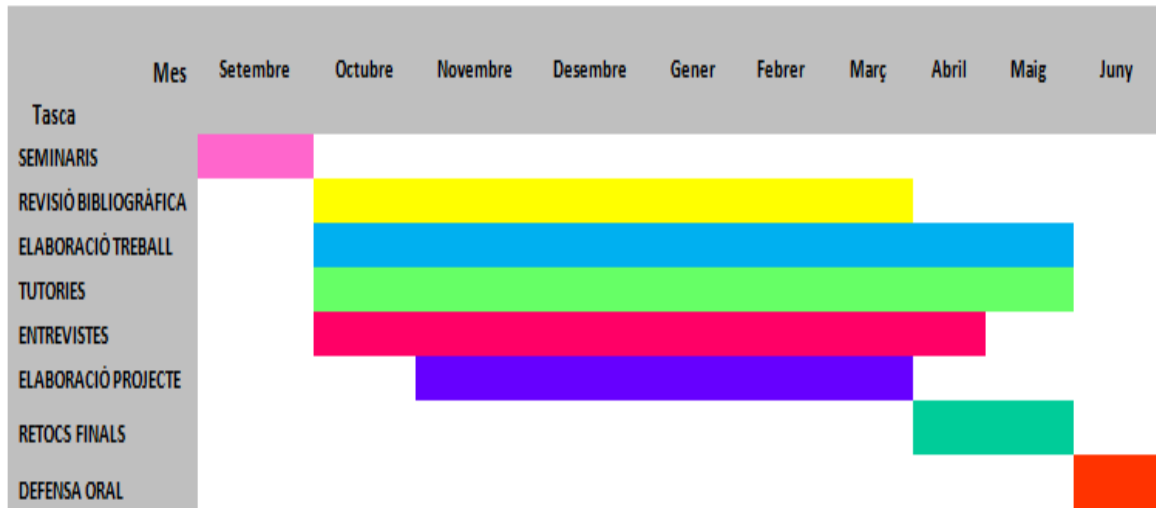 Mes Setembre Octubre Novembre Desembre Gener Febrer Març Abril Maig Juny
Tasca
SEMINARIS
REVISIÓ BIBLIOGRÀFICA
ELABORACIÓ TREBALL
TUTORIES
ENTREVISTES
ELABORACIÓ PROJECTE
RETOCS FINALS
DEFENSA ORAL